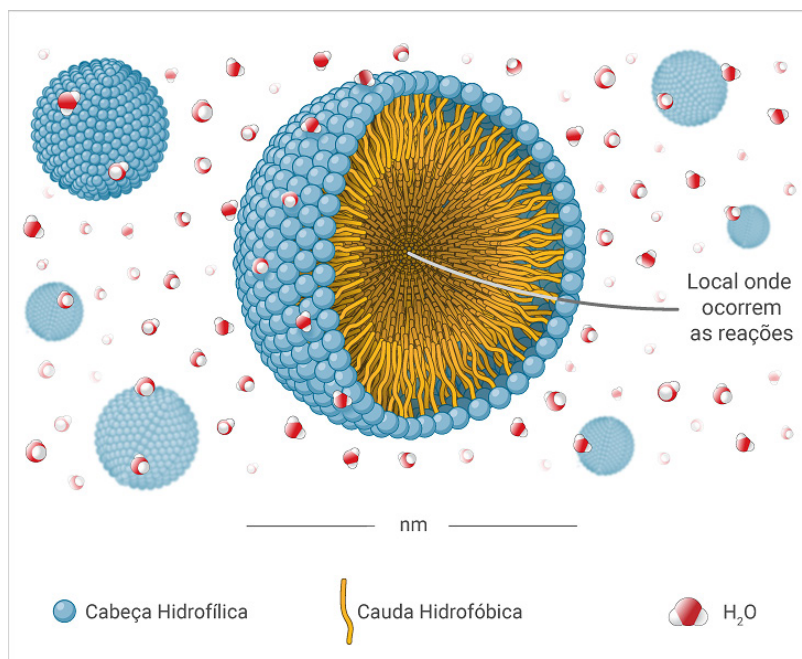 Local onde
ocorrem
as reações
nm
Cabeça Hidrofílica
Cauda Hidrofóbica
H₂O